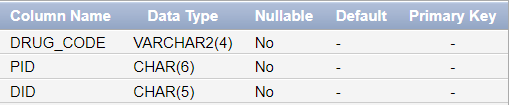 Column Name Data Type Nullable Default Primary Key
DRUG_CODE VARCHAR2(4) No - -
PID CHAR(6) No - -
DID CHAR(5) No - -